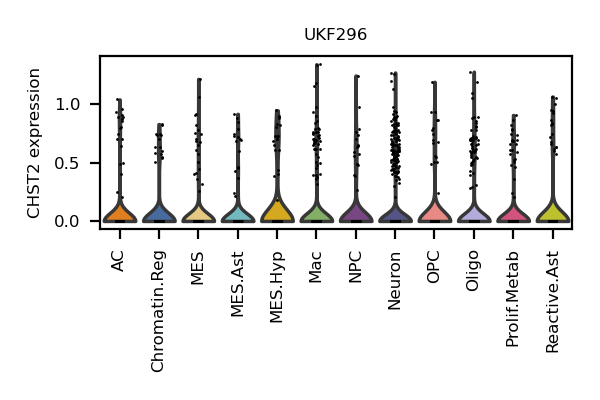 UKF296
CHST2 expression
1.0
0.5
0.0
AC
Chromatin.Reg
MES
MES.Ast
MES.Hyp
Mac
NPC
Neuron
OPC
Oligo
Prolif.Metab
Reactive.Ast